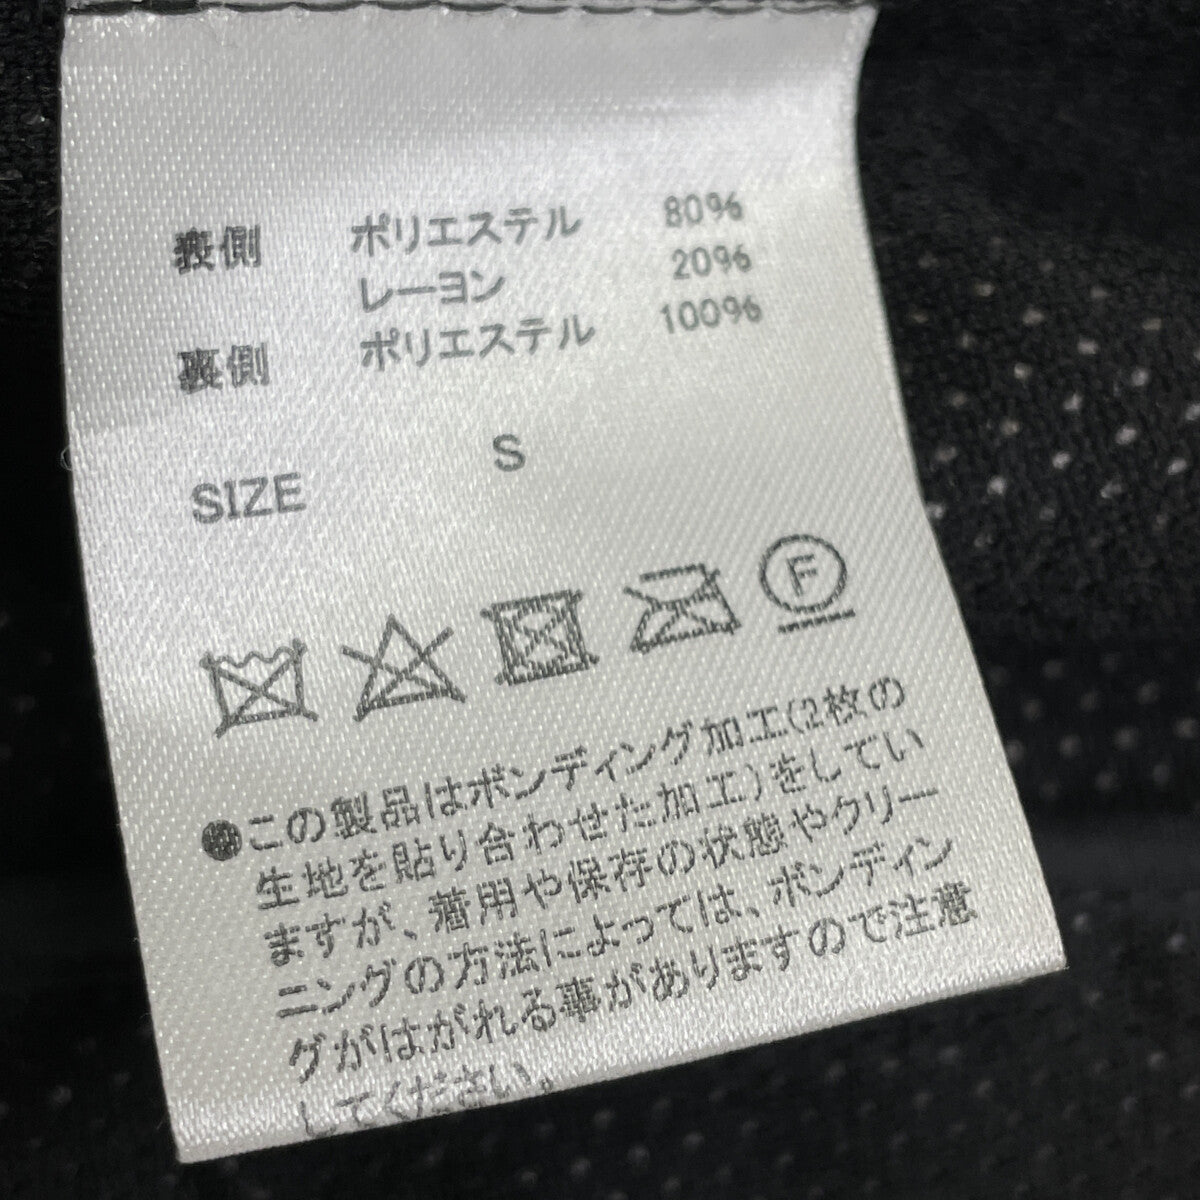 表側 ポリエステル 80%
レーヨン 20%
裏側 ポリエステル 100%
SIZE S
F
●この製品はボンディング加工(2枚の
生地を貼り合わせた加工)をしてい
ますが、着用や保存の状態やクリー
ニングの方法によっては、ボンディン
グがはがれる事がありますので注意
してください。